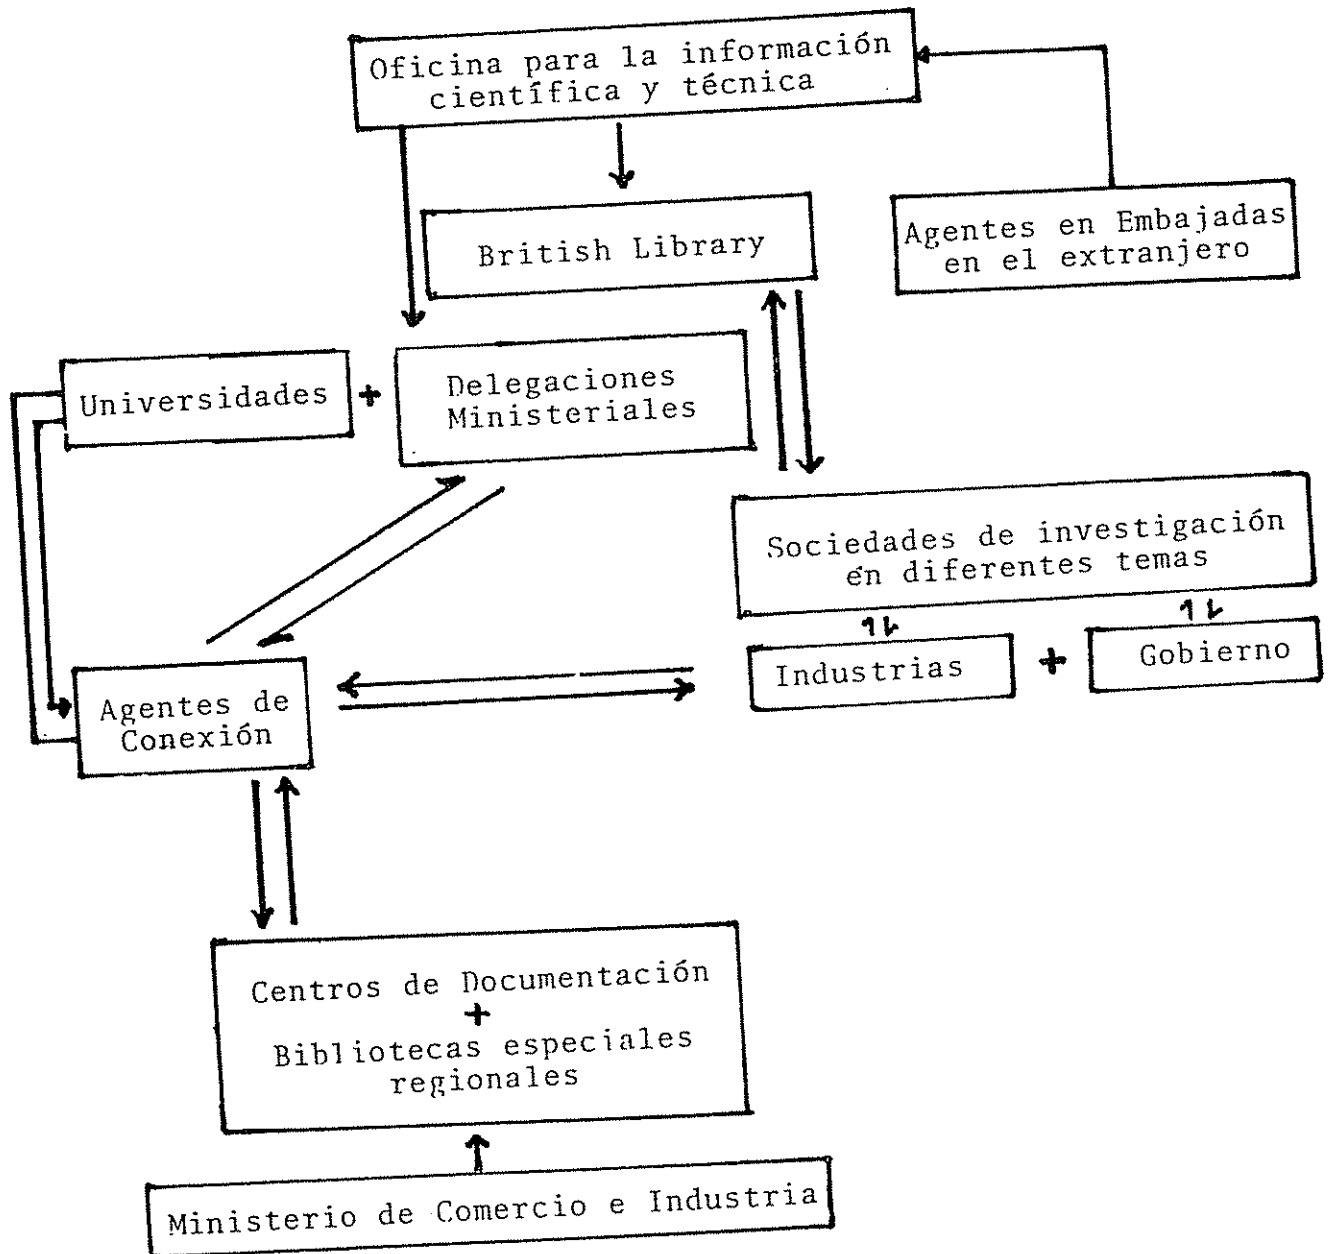 Oficina para la información
científica y técnica
British Library
Agentes en Embajadas
en el extranjero
Universidades
+
Delegaciones
Ministeriales
Sociedades de investigación
en diferentes temas
Industrias
+
Gobierno
Agentes de
Conexión
Centros de Documentación
+
Bibliotecas especiales
regionales
Ministerio de Comercio e Industria